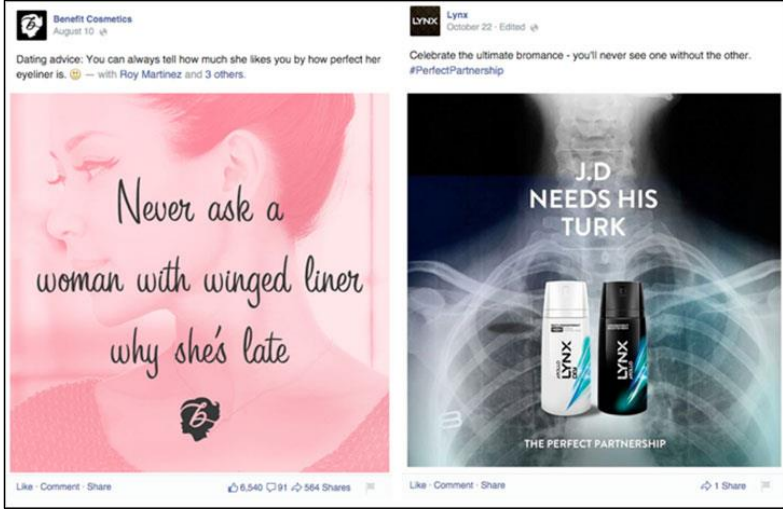 Benefit Cosmetics
August 10
Dating advice: You can always tell how much she likes you by how perfect her
eyeliner is. — with Roy Martinez and 3 others.
Never ask a
woman with winged liner
why she's late
b
Like · Comment · Share
6,540 91 564 Shares
LYNX
Lynx
October 22 · Edited
Celebrate the ultimate bromance - you'll never see one without the other.
#PerfectPartnership
J.D
NEEDS HIS
TURK
LYNX
APOLLO
DRY
LYNX
APOLLO
THE PERFECT PARTNERSHIP
Like · Comment · Share
1 Share